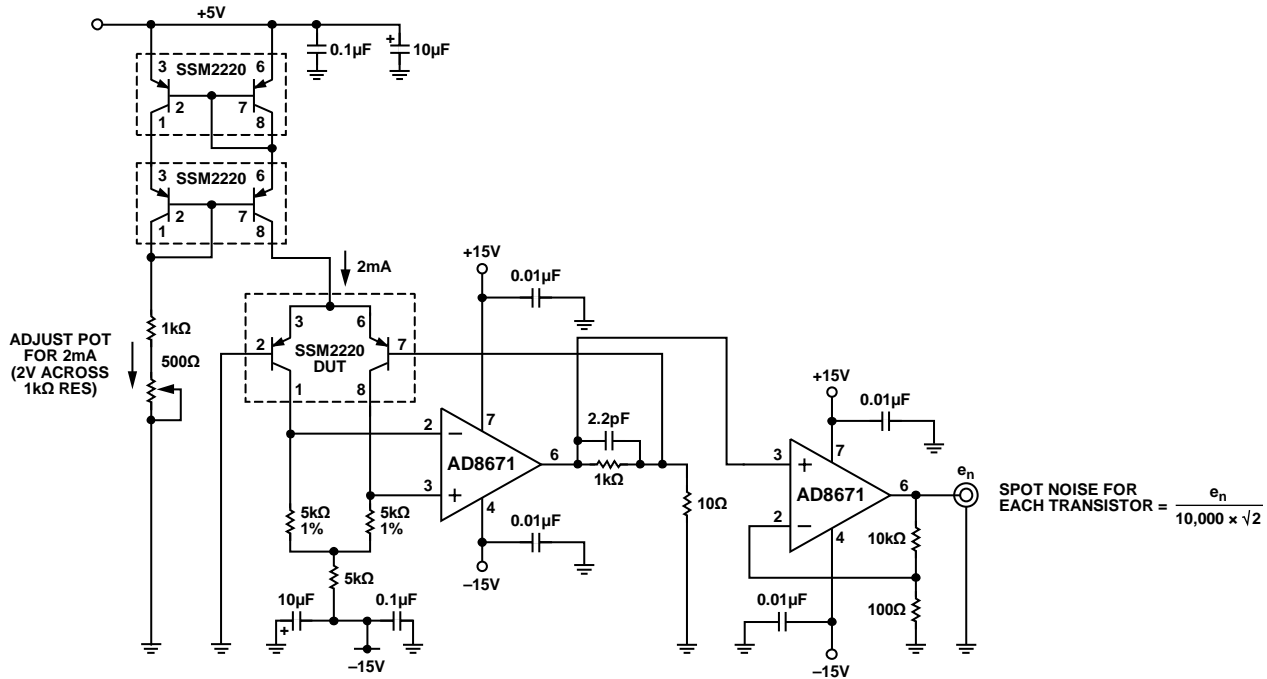 +5V
0.1µF
10µF
+
3
SSM2220
6
2
7
1
8
3
SSM2220
6
2
7
1
8
2mA
ADJUST POT
FOR 2mA
(2V ACROSS
1kΩ RES)
1kΩ
500Ω
3
6
2
SSM2220
DUT
7
1
8
+15V
0.01µF
7
2
–
AD8671
6
3
+
4
0.01µF
–15V
2.2pF
1kΩ
10Ω
5kΩ
1%
5kΩ
1%
5kΩ
10µF
+
0.1µF
–15V
+15V
0.01µF
7
3
+
AD8671
6
2
–
4
10kΩ
100Ω
0.01µF
–15V
en
SPOT NOISE FOR
EACH TRANSISTOR = en
10,000 × √2